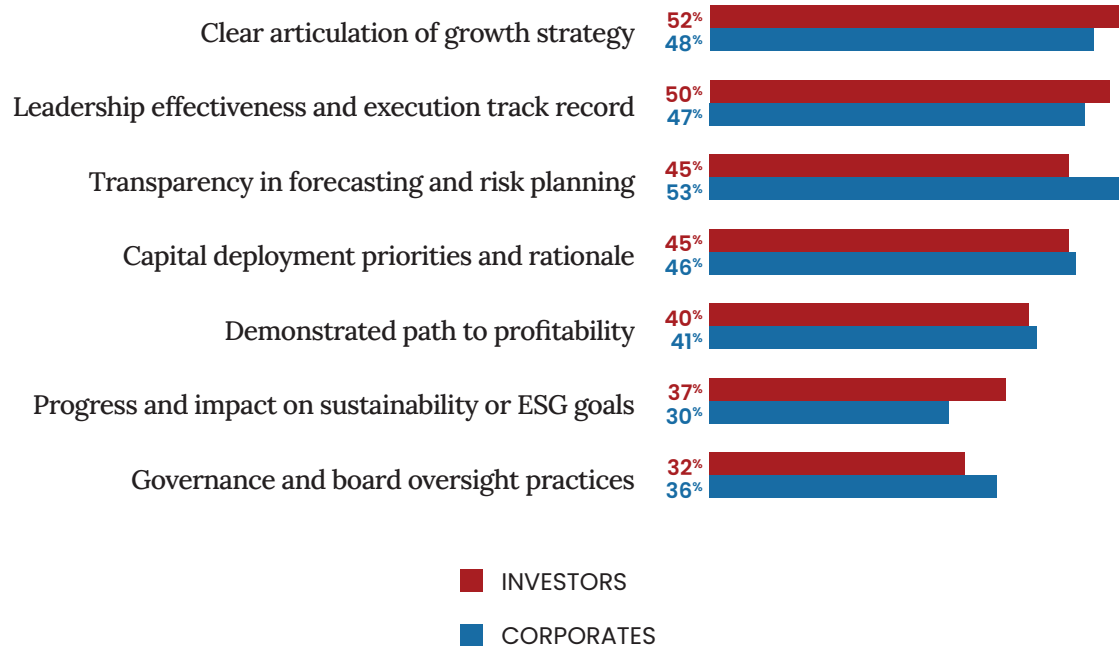 Clear articulation of growth strategy
52%
48%
Leadership effectiveness and execution track record
50%
47%
Transparency in forecasting and risk planning
45%
53%
Capital deployment priorities and rationale
45%
46%
Demonstrated path to profitability
40%
41%
Progress and impact on sustainability or ESG goals
37%
30%
Governance and board oversight practices
32%
36%
INVESTORS
CORPORATES